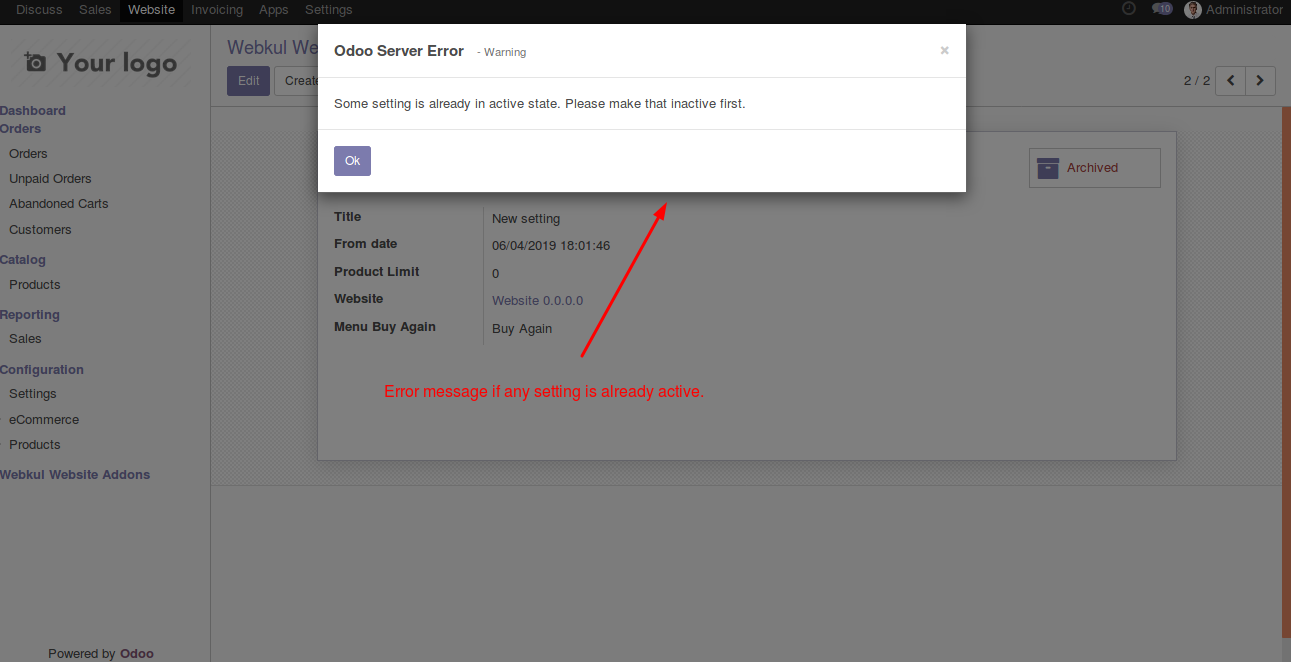 Discuss Sales Website Invoicing Apps Settings 10 Administrator
Your logo
Webkul We
Edit Create
2 / 2
Odoo Server Error - Warning ×
Some setting is already in active state. Please make that inactive first.
Ok
Dashboard
Orders
Orders
Unpaid Orders
Abandoned Carts
Customers
Catalog
Products
Reporting
Sales
Configuration
Settings
eCommerce
Products
Webkul Website Addons
Powered by Odoo
Archived
Title New setting
From date 06/04/2019 18:01:46
Product Limit 0
Website Website 0.0.0.0
Menu Buy Again Buy Again
Error message if any setting is already active.